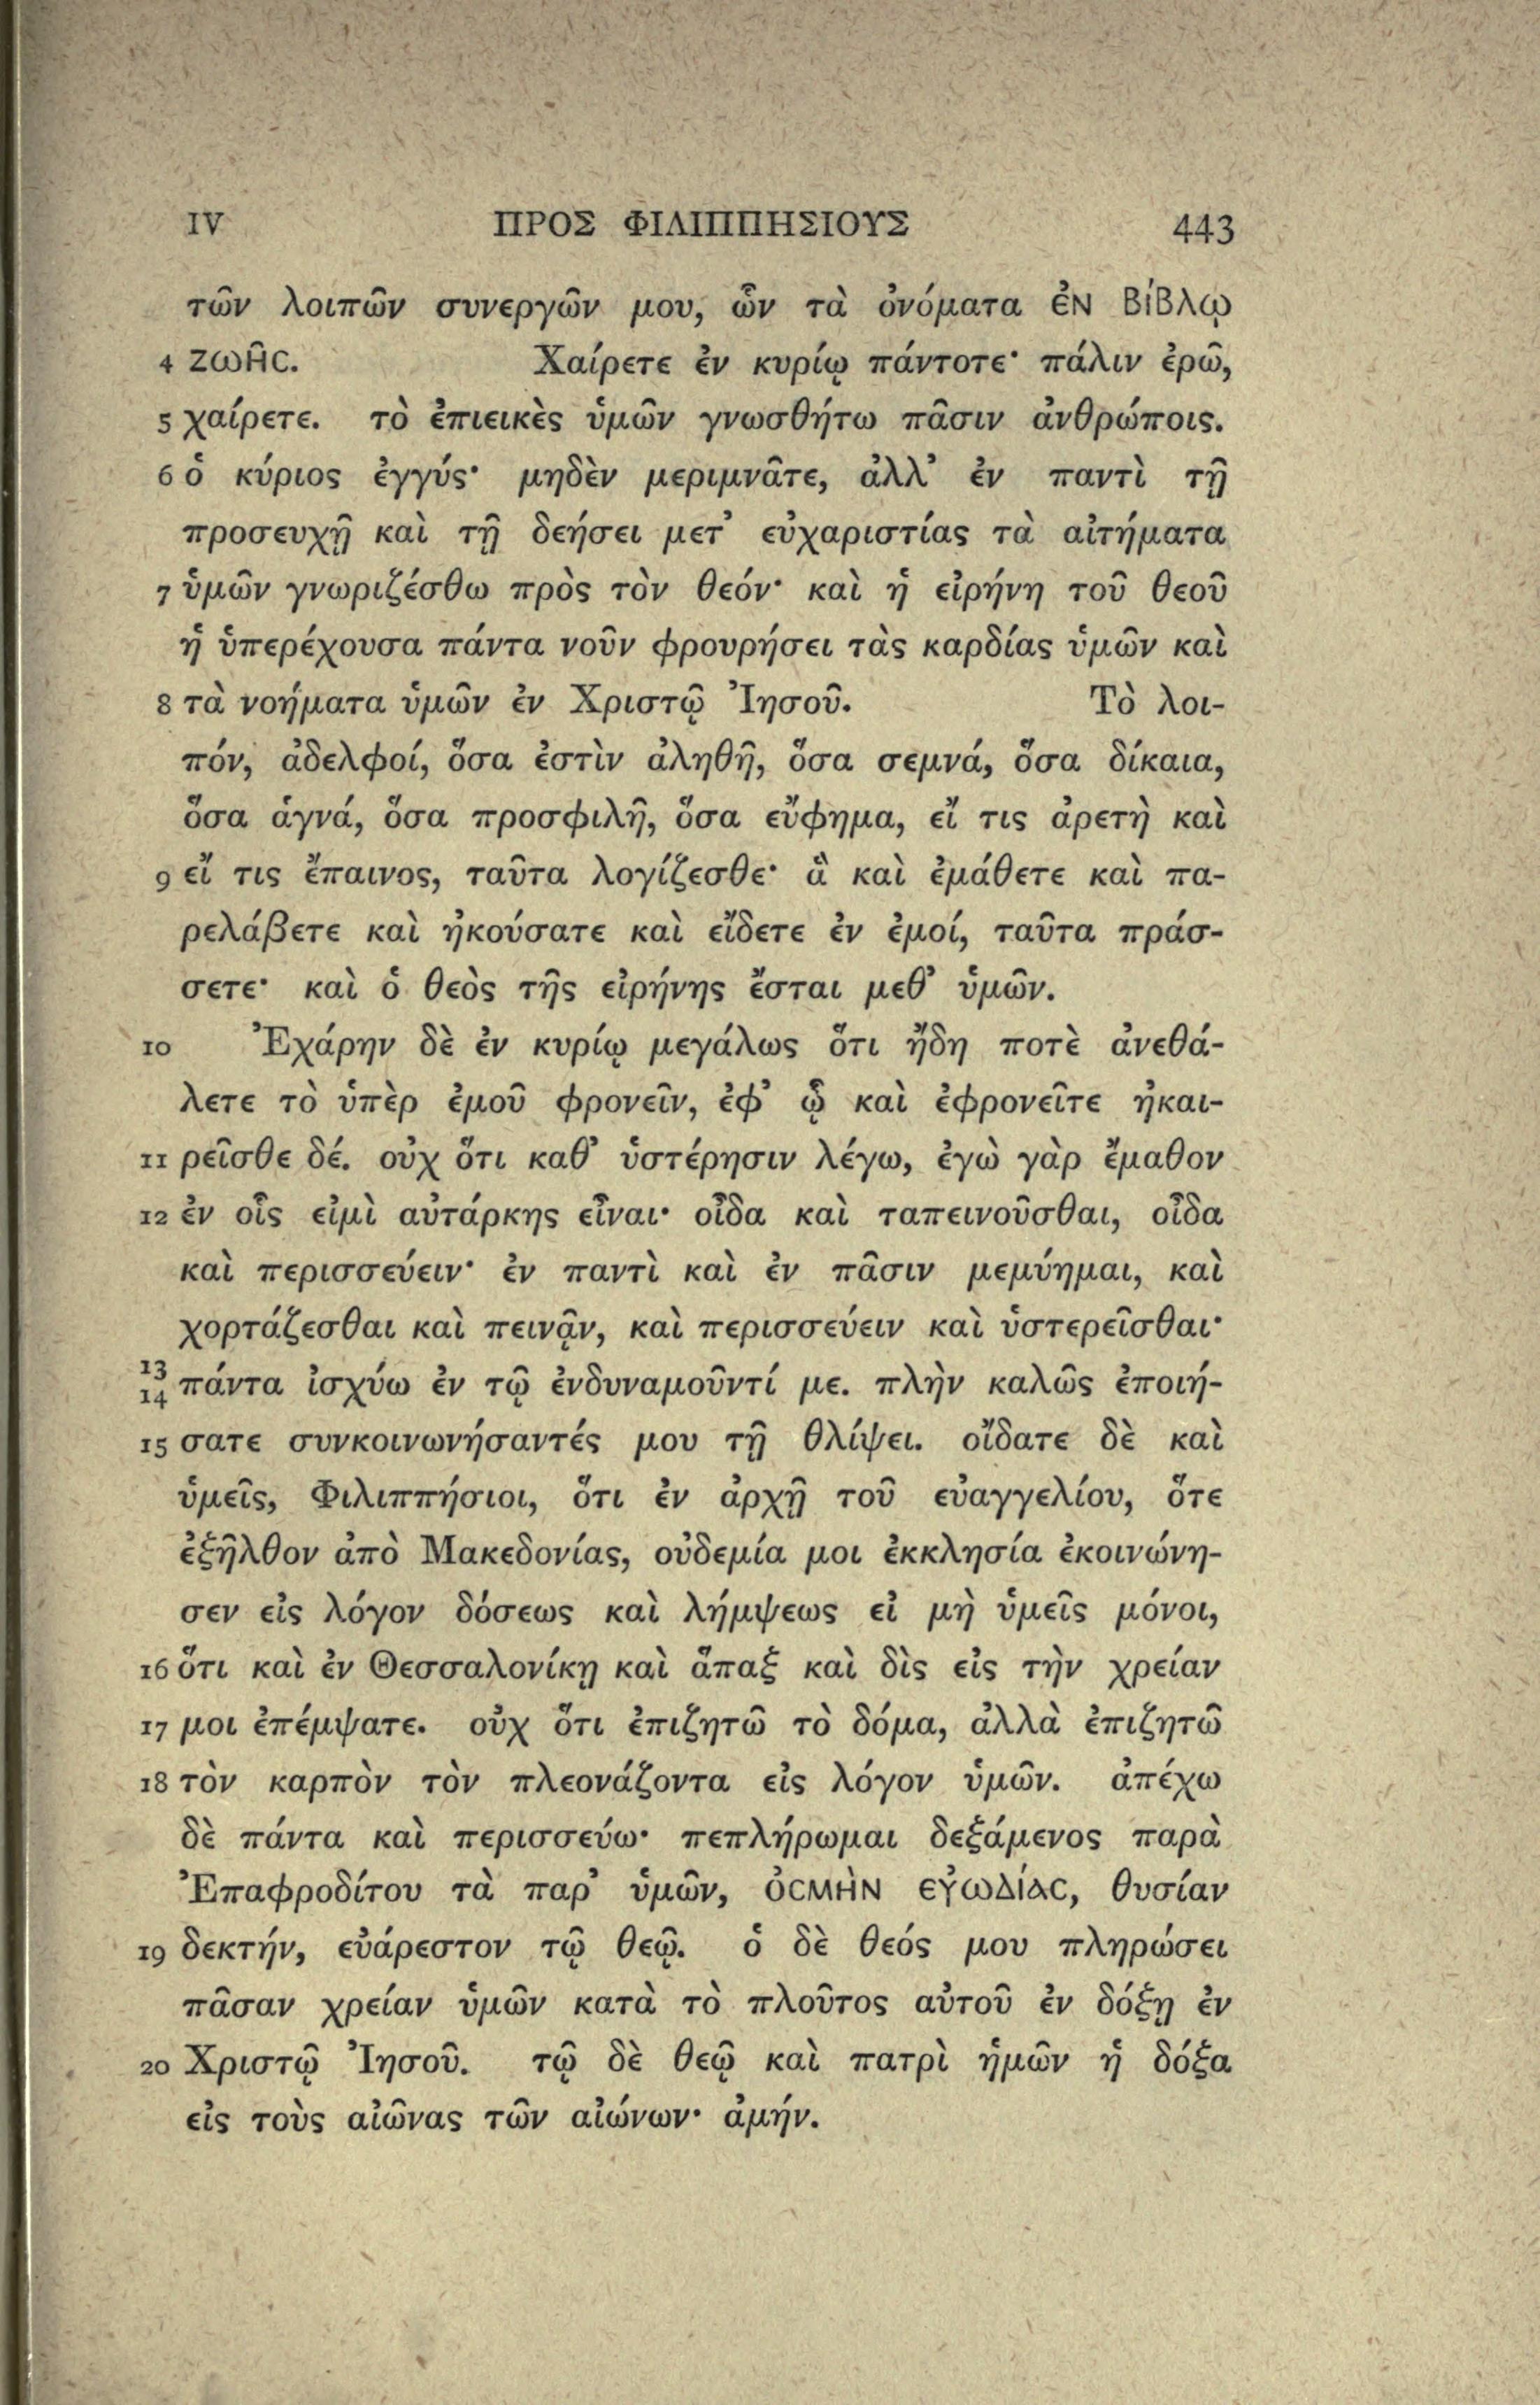 IV ΠΡΟΣ ΦΙΛΙΠΠΗΣΙΟΥΣ 443
τῶν λοιπῶν συνεργῶν μου, ὧν τὰ ὀνόματα ἐν Βίβλῳ
4 Ζωῆς. Χαίρετε ἐν κυρίῳ πάντοτε· πάλιν ἐρῶ,
5 χαίρετε. τὸ ἐπιεικὲς ὑμῶν γνωσθήτω πᾶσιν ἀνθρώποις.
6 ὁ κύριος ἐγγύς· μηδὲν μεριμνᾶτε, ἀλλ’ ἐν παντὶ τῇ
προσευχῇ καὶ τῇ δεήσει μετ’ εὐχαριστίας τὰ αἰτήματα
7 ὑμῶν γνωριζέσθω πρὸς τὸν θεόν· καὶ ἡ εἰρήνη τοῦ θεοῦ
ἡ ὑπερέχουσα πάντα νοῦν φρουρήσει τὰς καρδίας ὑμῶν καὶ
8 τὰ νοήματα ὑμῶν ἐν Χριστῷ Ἰησοῦ. Τὸ λοι-
πόν, ἀδελφοί, ὅσα ἐστὶν ἀληθῆ, ὅσα σεμνά, ὅσα δίκαια,
ὅσα ἁγνά, ὅσα προσφιλῆ, ὅσα εὔφημα, εἴ τις ἀρετὴ καὶ
9 εἴ τις ἔπαινος, ταῦτα λογίζεσθε· ἃ καὶ ἐμάθετε καὶ πα-
ρελάβετε καὶ ἠκούσατε καὶ εἴδετε ἐν ἐμοί, ταῦτα πράσ-
σετε· καὶ ὁ θεὸς τῆς εἰρήνης ἔσται μεθ’ ὑμῶν.
10 Ἐχάρην δὲ ἐν κυρίῳ μεγάλως ὅτι ἤδη ποτὲ ἀνεθά-
λετε τὸ ὑπὲρ ἐμοῦ φρονεῖν, ἐφ’ ᾧ καὶ ἐφρονεῖτε ἠκαι-
11 ρεῖσθε δέ. οὐχ ὅτι καθ’ ὑστέρησιν λέγω, ἐγὼ γὰρ ἔμαθον
12 ἐν οἷς εἰμὶ αὐτάρκης εἶναι· οἶδα καὶ ταπεινοῦσθαι, οἶδα
καὶ περισσεύειν· ἐν παντὶ καὶ ἐν πᾶσιν μεμύημαι, καὶ
χορτάζεσθαι καὶ πεινᾷν, καὶ περισσεύειν καὶ ὑστερεῖσθαι·
13 14 πάντα ἰσχύω ἐν τῷ ἐνδυναμοῦντί με. πλὴν καλῶς ἐποιή-
15 σατε συνκοινωνήσαντές μου τῇ θλίψει. οἴδατε δὲ καὶ
ὑμεῖς, Φιλιππήσιοι, ὅτι ἐν ἀρχῇ τοῦ εὐαγγελίου, ὅτε
ἐξῆλθον ἀπὸ Μακεδονίας, οὐδεμία μοι ἐκκλησία ἐκοινώνη-
σεν εἰς λόγον δόσεως καὶ λήμψεως εἰ μὴ ὑμεῖς μόνοι,
16 ὅτι καὶ ἐν Θεσσαλονίκῃ καὶ ἅπαξ καὶ δὶς εἰς τὴν χρείαν
17 μοι ἐπέμψατε. οὐχ ὅτι ἐπιζητῶ τὸ δόμα, ἀλλὰ ἐπιζητῶ
18 τὸν καρπὸν τὸν πλεονάζοντα εἰς λόγον ὑμῶν. ἀπέχω
δὲ πάντα καὶ περισσεύω· πεπλήρωμαι δεξάμενος παρὰ
Ἐπαφροδίτου τὰ παρ’ ὑμῶν, ὀσμὴν εὐωδίας, θυσίαν
19 δεκτήν, εὐάρεστον τῷ θεῷ. ὁ δὲ θεός μου πληρώσει
πᾶσαν χρείαν ὑμῶν κατὰ τὸ πλοῦτος αὐτοῦ ἐν δόξῃ ἐν
20 Χριστῷ Ἰησοῦ. τῷ δὲ θεῷ καὶ πατρὶ ἡμῶν ἡ δόξα
εἰς τοὺς αἰῶνας τῶν αἰώνων· ἀμήν.